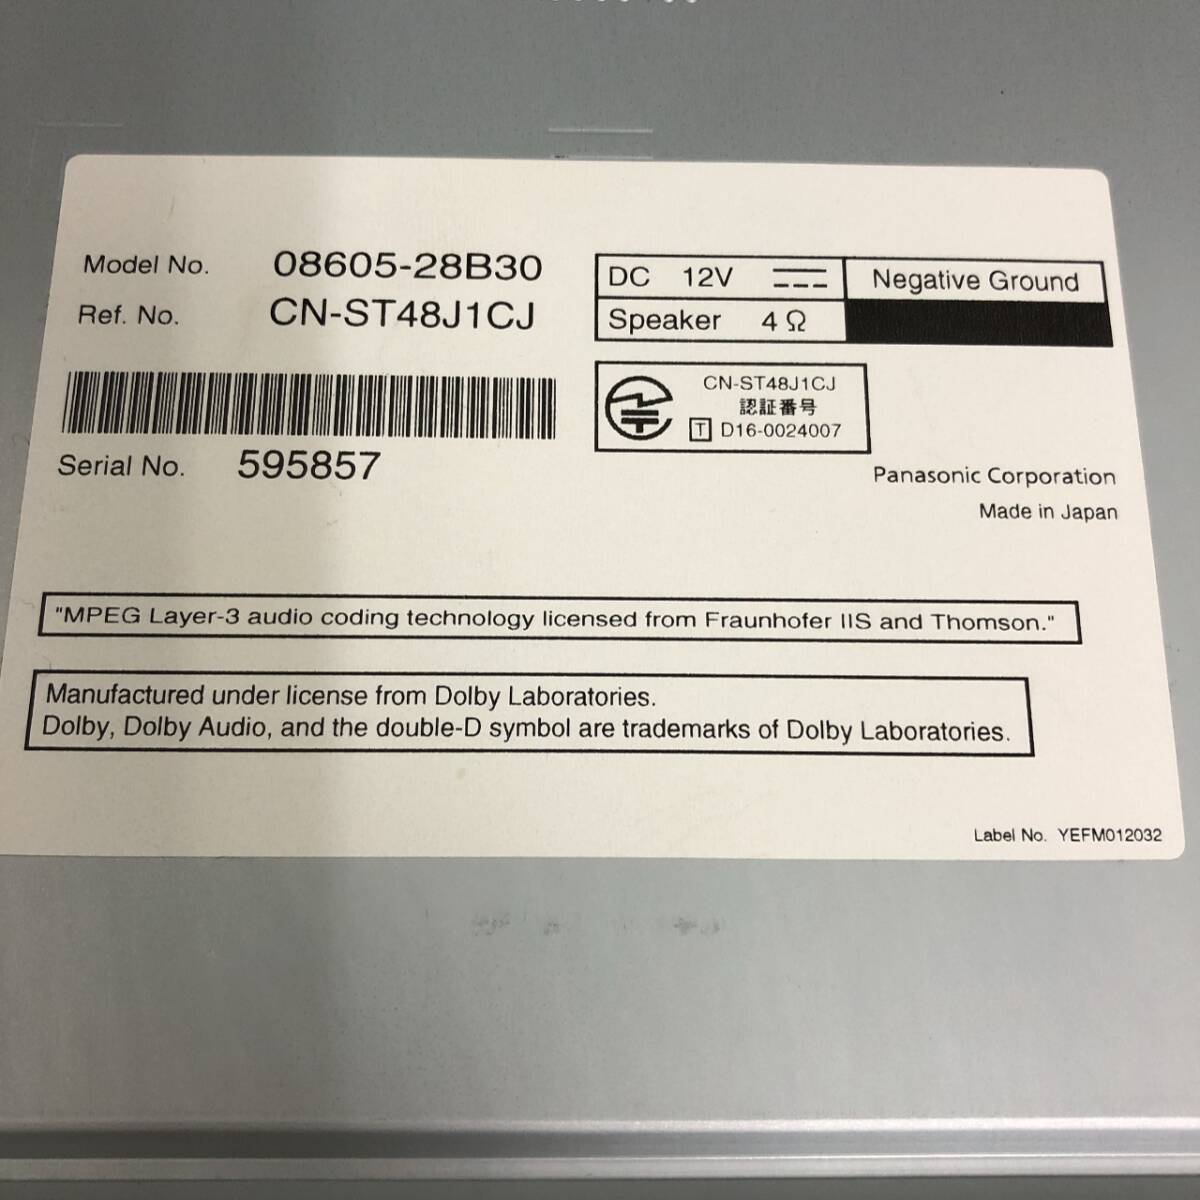 Model No. 08605-28B30
Ref. No. CN-ST48J1CJ
Serial No. 595857
DC 12V
Negative Ground
Speaker 4Ω
CN-ST48J1CJ
認証番号
T D16-0024007
Panasonic Corporation
Made in Japan
"MPEG Layer-3 audio coding technology licensed from Fraunhofer IIS and Thomson."
Manufactured under license from Dolby Laboratories.
Dolby, Dolby Audio, and the double-D symbol are trademarks of Dolby Laboratories.
Label No. YEFM012032